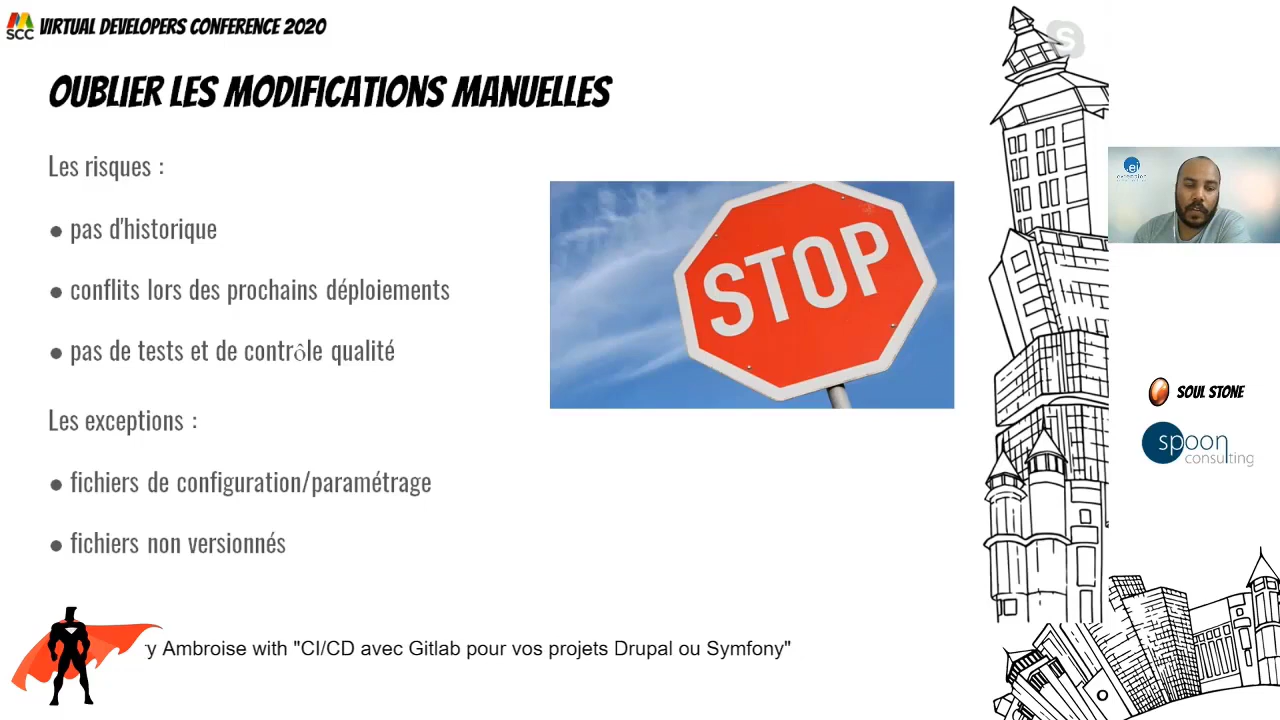 SCC VIRTUAL DEVELOPERS CONFERENCE 2020
OUBLIER LES MODIFICATIONS MANUELLES
Les risques :
● pas d'historique
● conflits lors des prochains déploiements
● pas de tests et de contrôle qualité
Les exceptions :
● fichiers de configuration/paramétrage
● fichiers non versionnés
STOP
S
ej
SOUL STONE
spoon
consulting
y Ambroise with "CI/CD avec Gitlab pour vos projets Drupal ou Symfony"